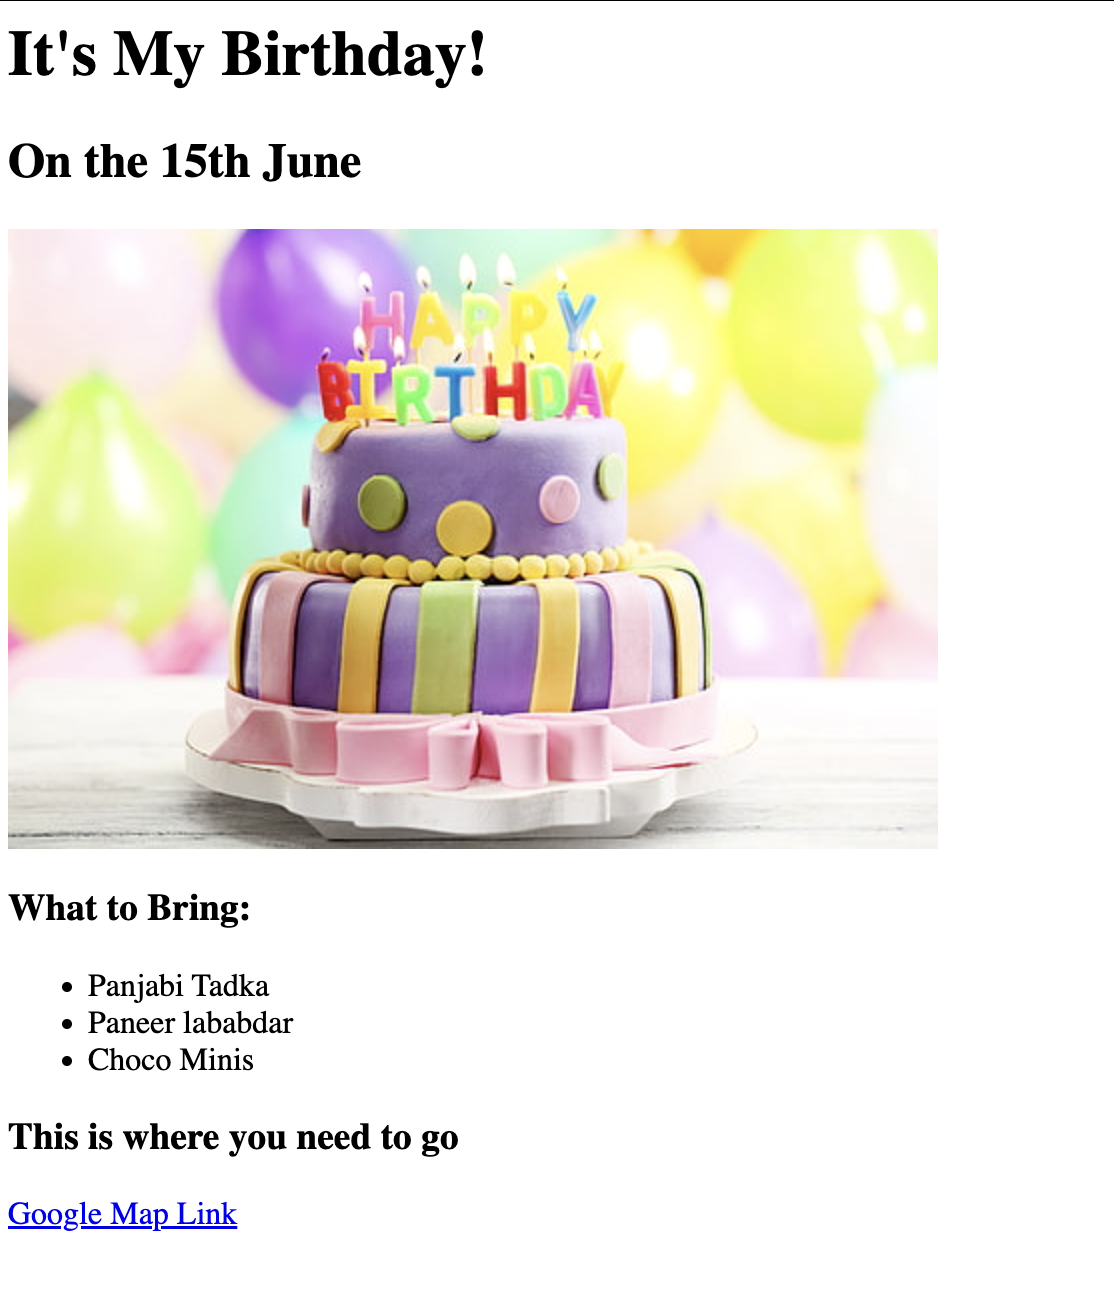 It's My Birthday!
On the 15th June
HAPPY
BIRTHDAY
What to Bring:
Panjabi Tadka
Paneer lababdar
Choco Minis
This is where you need to go
Google Map Link